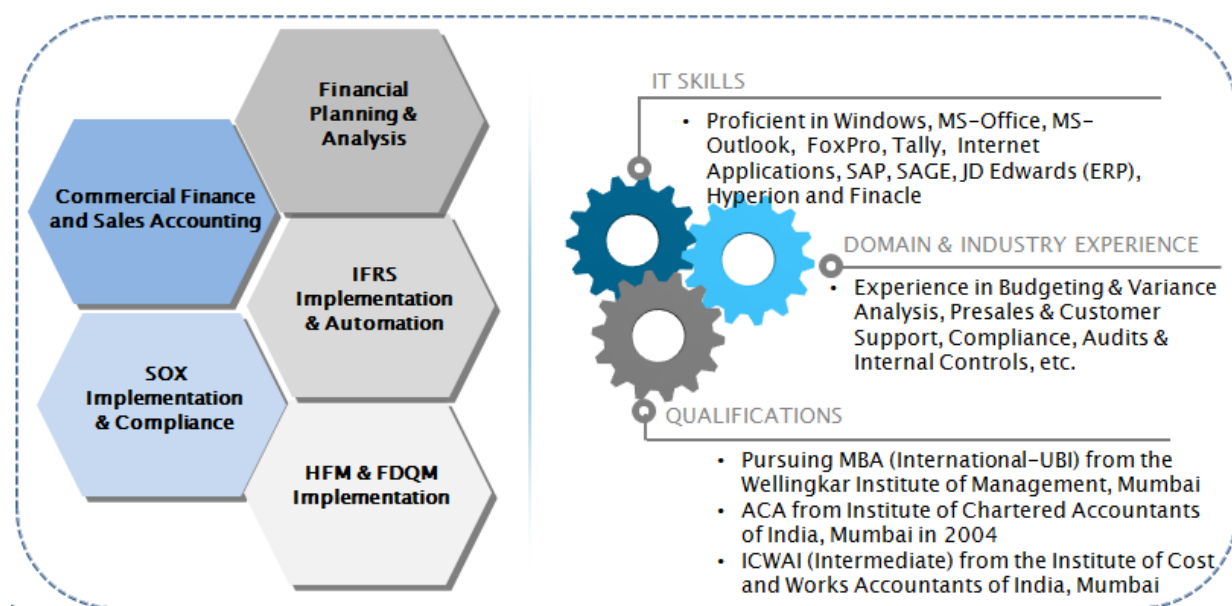 Financial
Planning &
Analysis
Commercial Finance
and Sales Accounting
IFRS
Implementation
& Automation
SOX
Implementation
& Compliance
HFM & FDQM
Implementation
IT SKILLS
• Proficient in Windows, MS-Office, MS-
Outlook, FoxPro, Tally, Internet
Applications, SAP, SAGE, JD Edwards (ERP),
Hyperion and Finacle
DOMAIN & INDUSTRY EXPERIENCE
• Experience in Budgeting & Variance
Analysis, Presales & Customer
Support, Compliance, Audits &
Internal Controls, etc.
QUALIFICATIONS
• Pursuing MBA (International-UBI) from the
Wellingkar Institute of Management, Mumbai
• ACA from Institute of Chartered Accountants
of India, Mumbai in 2004
• ICWAI (Intermediate) from the Institute of Cost
and Works Accountants of India, Mumbai